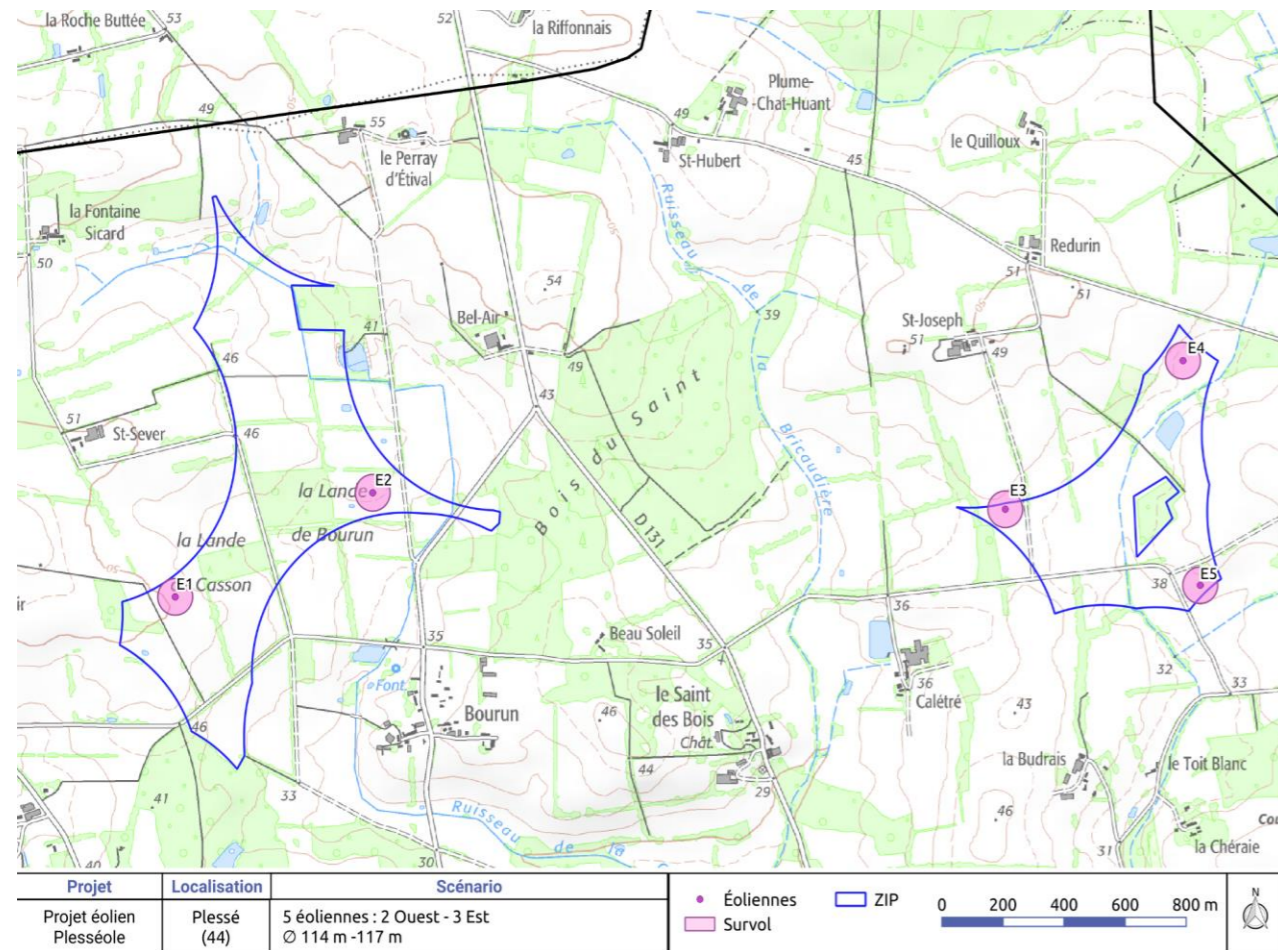 la Roche Buttée
53
52
la Riffonnais
49
55
le Perray
d'Étival
Plume-
-Chat-Huant
49
St-Hubert
45
le Quilloux
la Fontaine
Sicard
50
50
Ruisseau de la Bricaudière
54
Redurin
51
51
Bel-Air
41
39
St-Joseph
51
49
50
49
E4
46
43
51
St-Sever
46
Bois du Saint
la Lande
E2
de Bourun
D131
E3
la Lande
50
E1
Casson
38
E5
36
ir
35
Beau Soleil
35
32
Font.
Bourun
le Saint
des Bois
Chât.
36
Calétré
33
46
46
43
44
la Budrais
le Toit Blanc
33
41
29
46
Cou
Ruisseau de la
la Chéraie
40
30
31
Projet
Localisation
Scénario
Projet éolien
Plesséole
Plessé
(44)
5 éoliennes : 2 Ouest - 3 Est
Ø 114 m -117 m
Éoliennes
Survol
ZIP
0 200 400 600 800 m
N